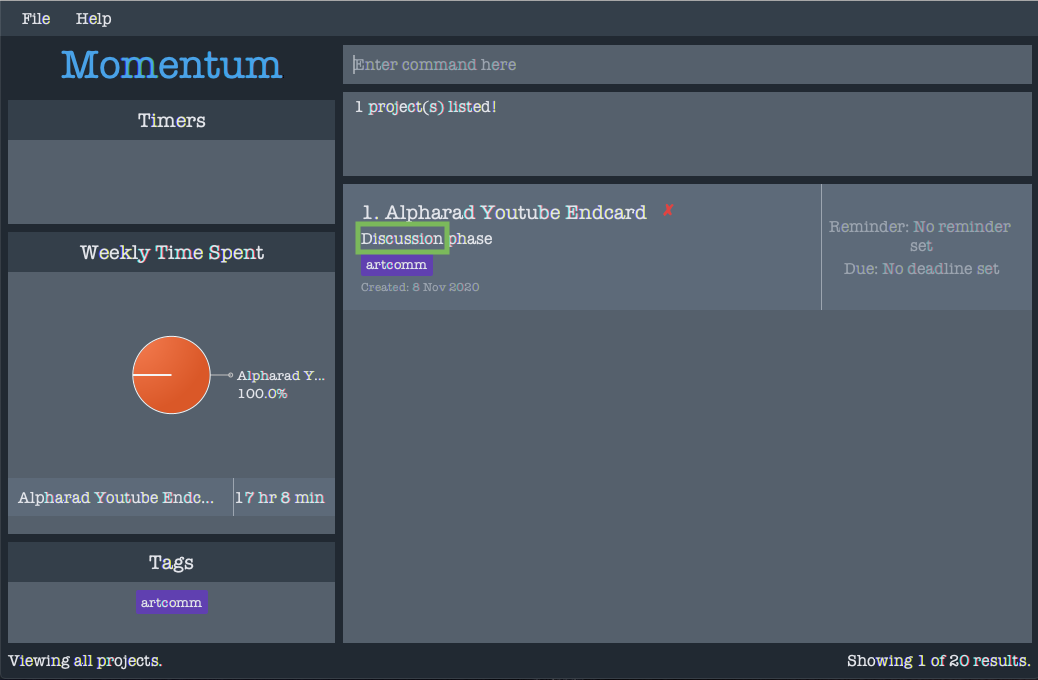 File Help
Momentum
Enter command here
Timers
1 project(s) listed!
1. Alpharad Youtube Endcard ✘
Discussion phase
artcomm
Created: 8 Nov 2020
Reminder: No reminder
set
Due: No deadline set
Weekly Time Spent
Alpharad Y...
100.0%
Alpharad Youtube Endc... 17 hr 8 min
Tags
artcomm
Viewing all projects.
Showing 1 of 20 results.